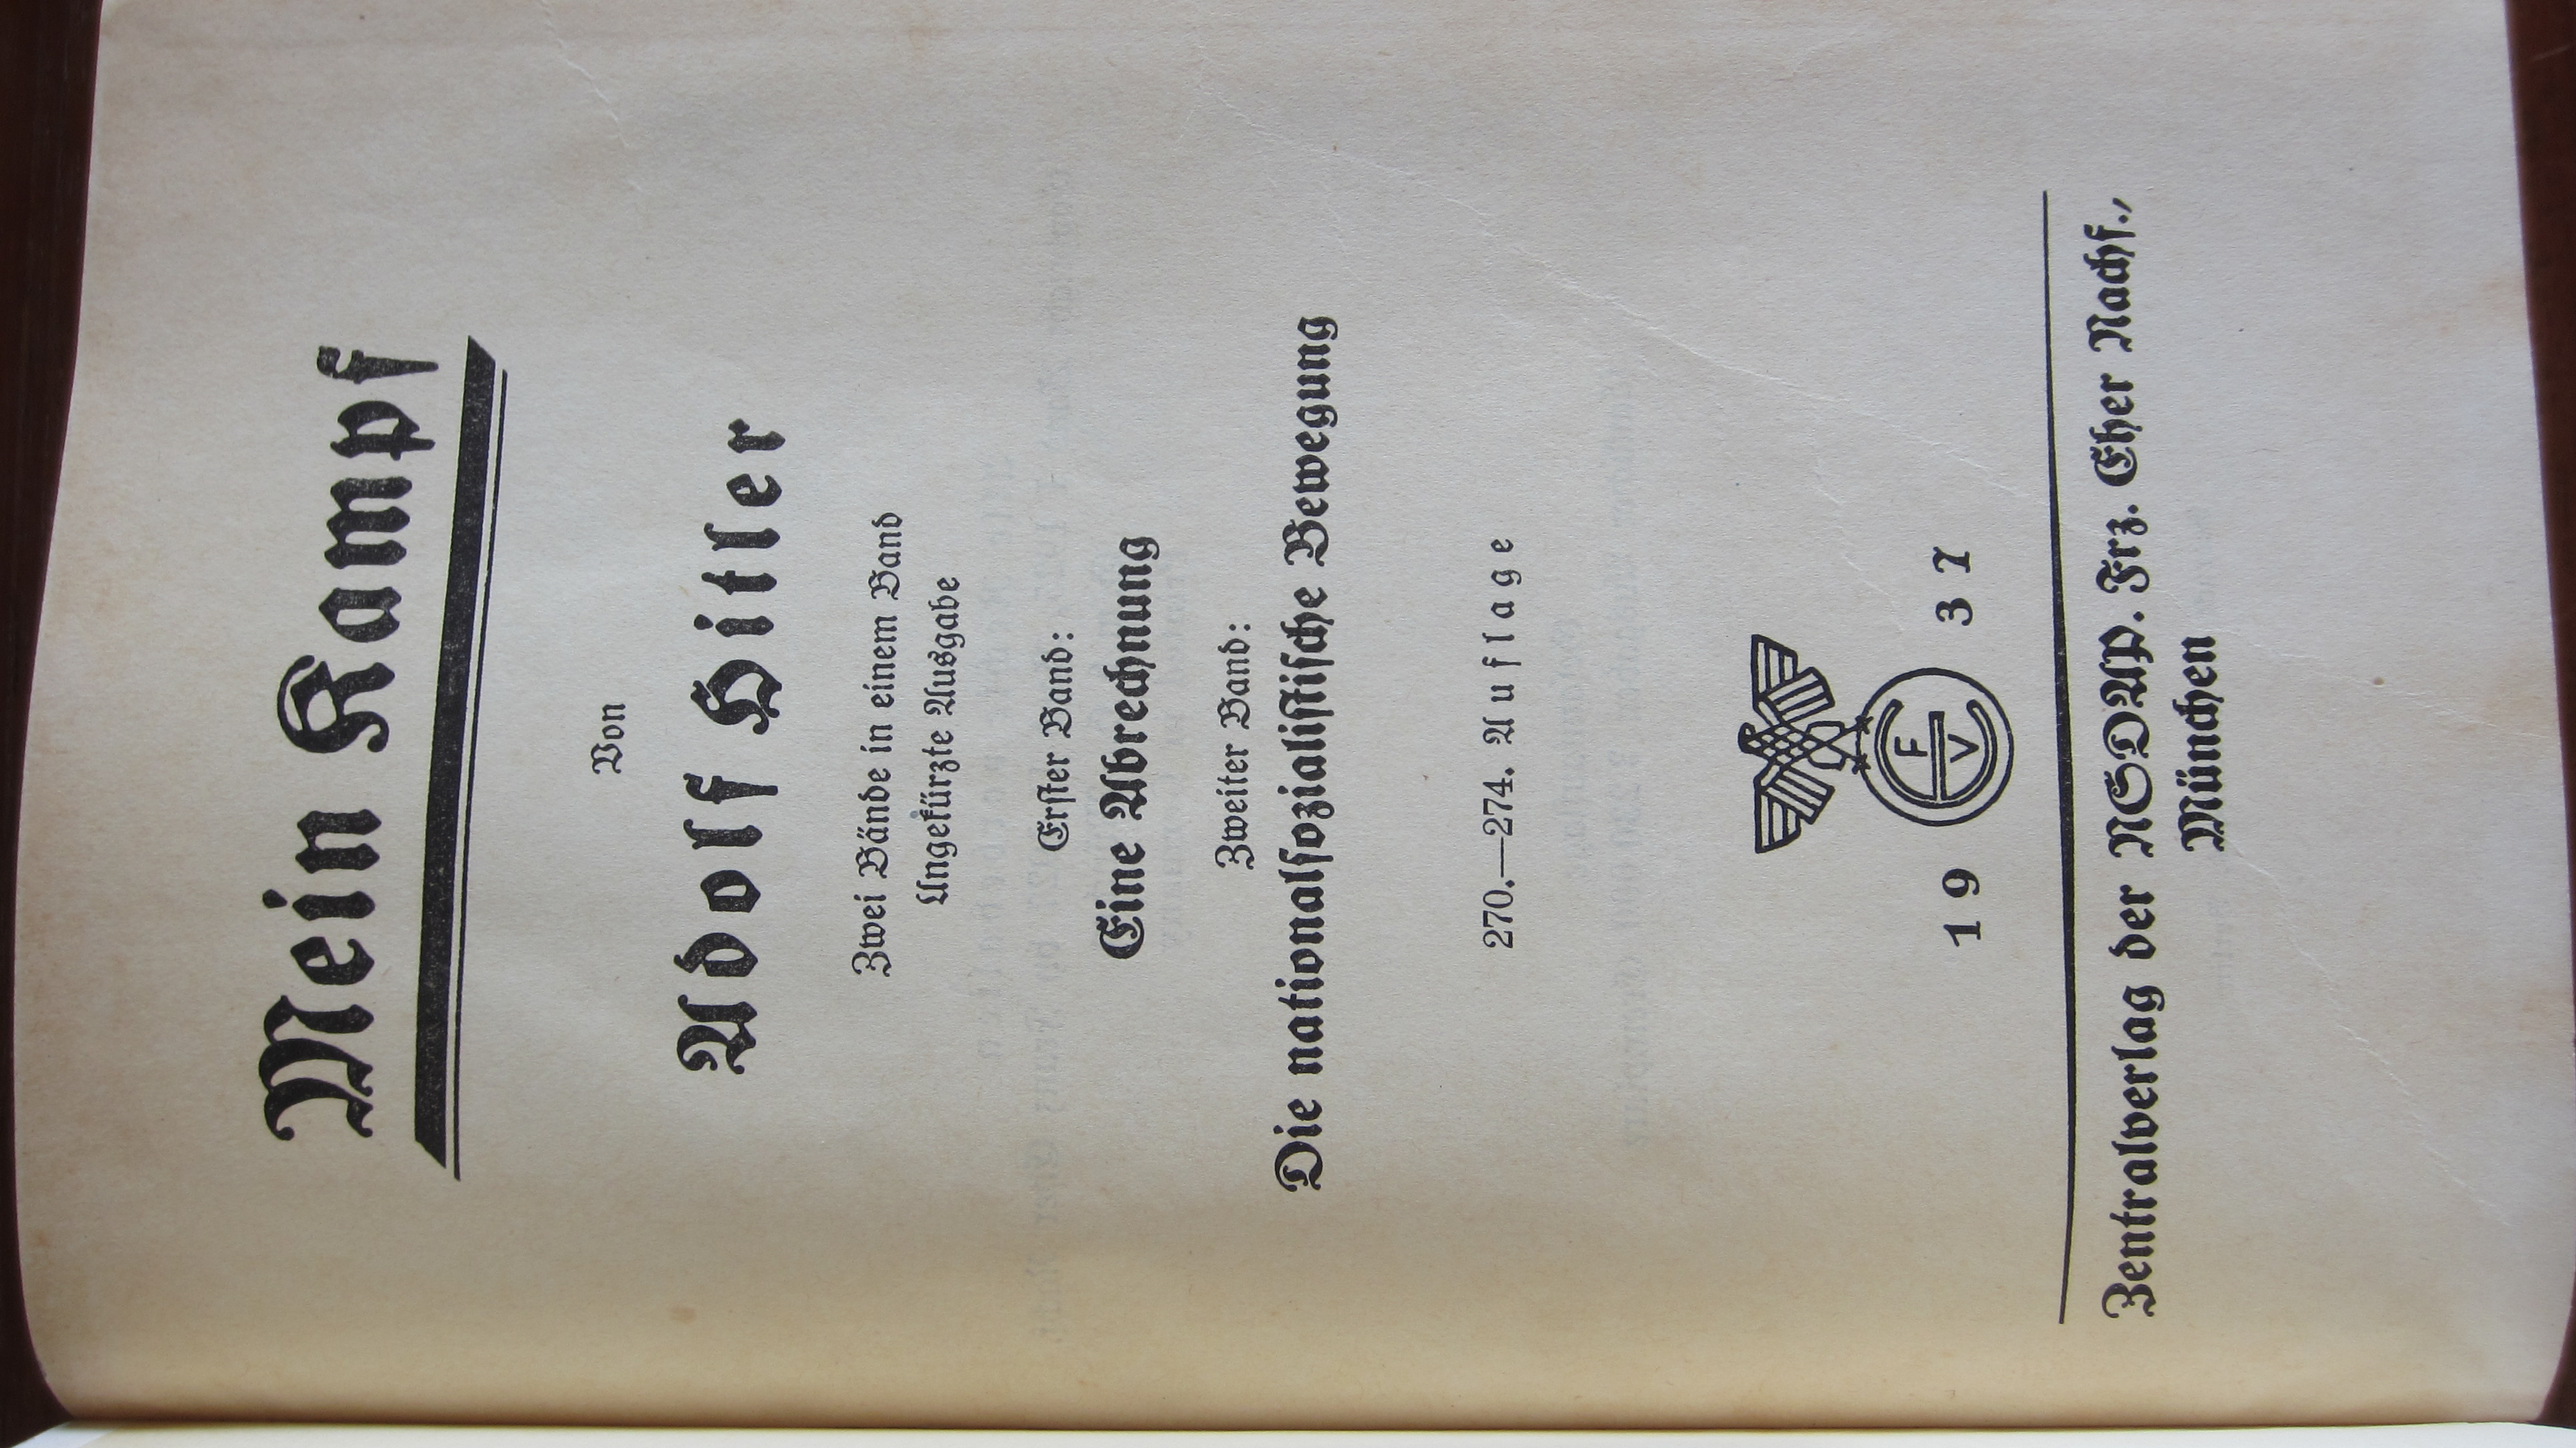 Mein Kampf
Von
Adolf Hitler
Zwei Bände in einem Band
Ungekürzte Ausgabe
Erster Band:
Eine Abrechnung
Zweiter Band:
Die nationalsozialistische Bewegung
270.—274. Auflage
F
V
19 37
Zentralverlag der NSDAP. Frz. Eher Nachf.,
München